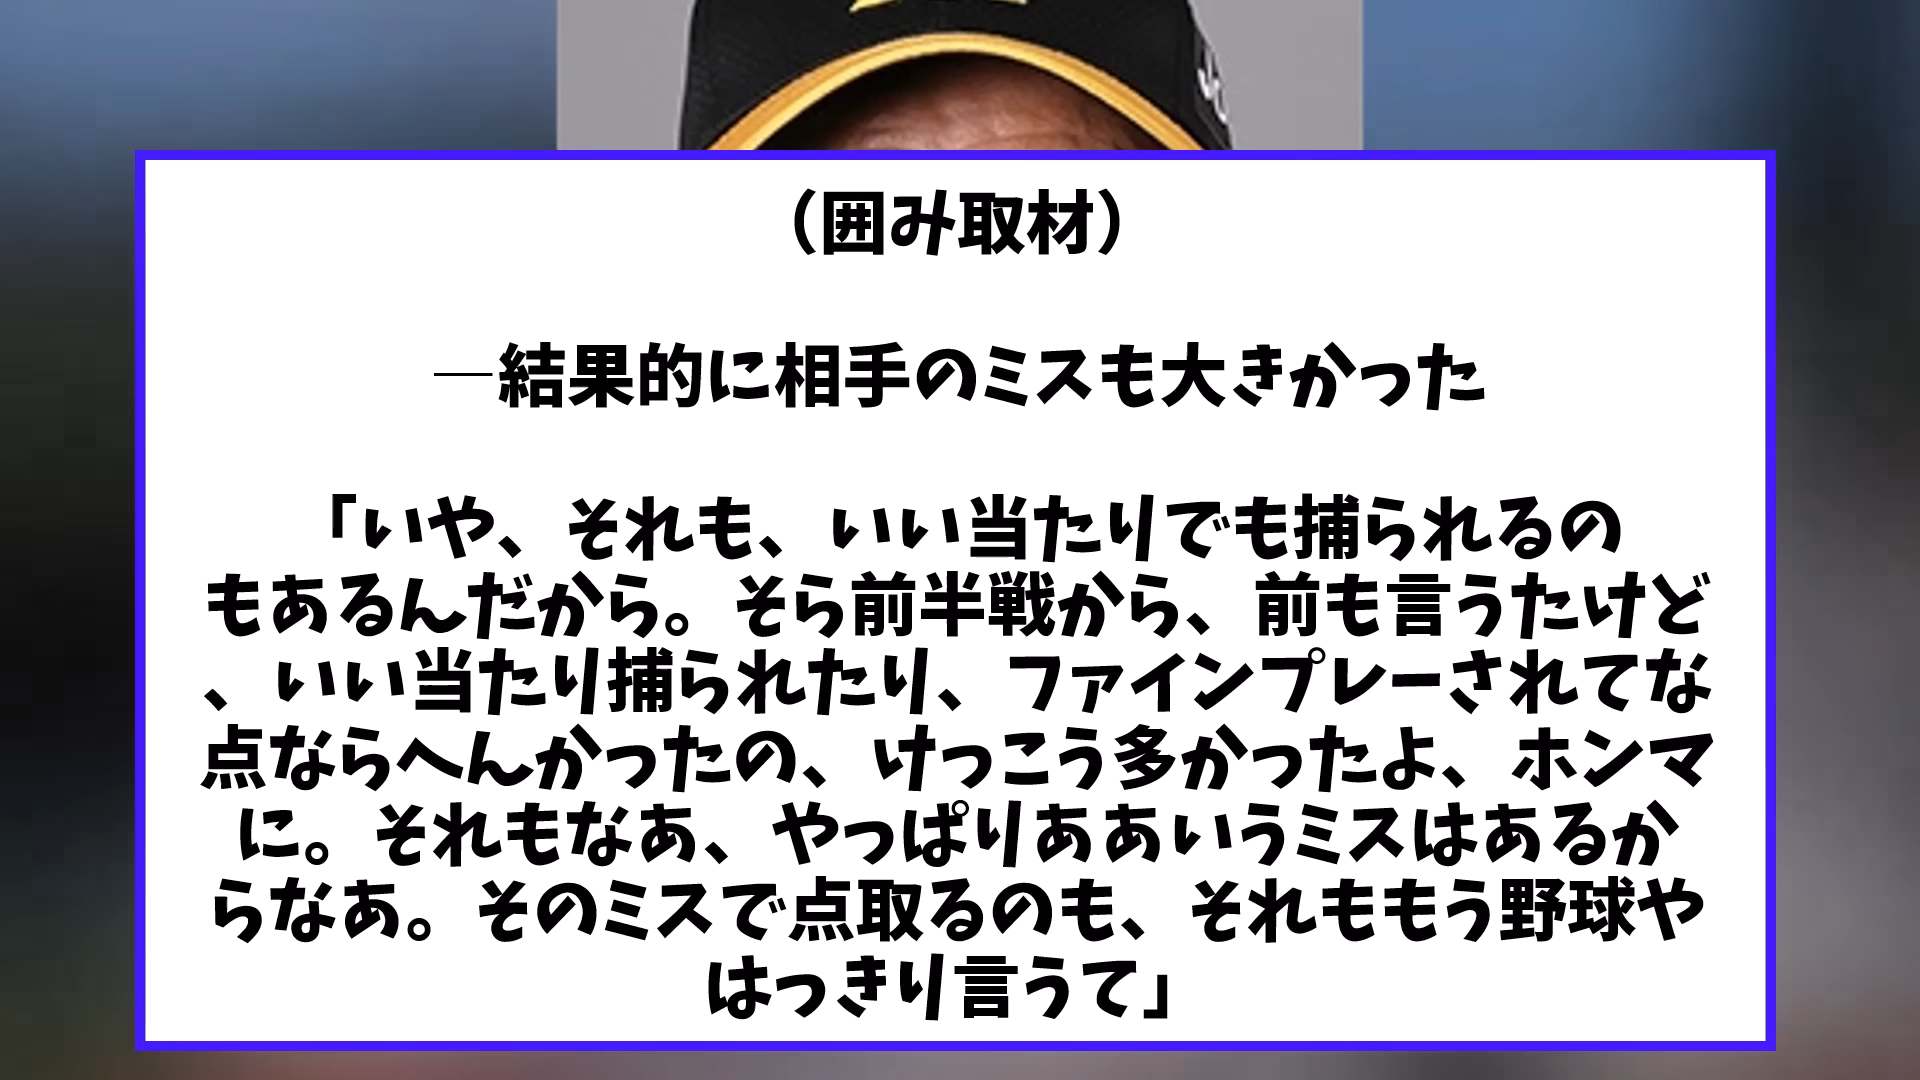 （囲み取材）
―結果的に相手のミスも大きかった
「いや、それも、いい当たりでも捕られるの
もあるんだから。そら前半戦から、前も言うたけど
、いい当たり捕られたり、ファインプレーされてな
点ならへんかったの、けっこう多かったよ、ホンマ
に。それもなあ、やっぱりああいうミスはあるか
らなあ。そのミスで点取るのも、それももう野球や
はっきり言うて」